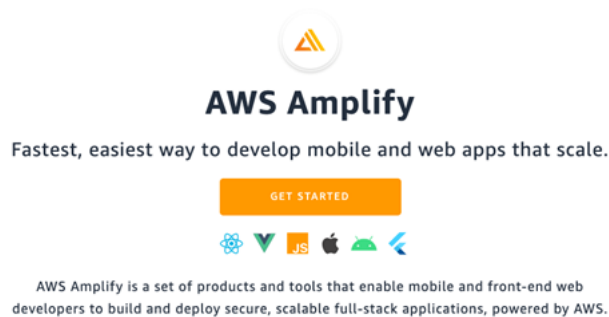 AWS Amplify
Fastest, easiest way to develop mobile and web apps that scale.
GET STARTED
JS
AWS Amplify is a set of products and tools that enable mobile and front-end web
developers to build and deploy secure, scalable full-stack applications, powered by AWS.